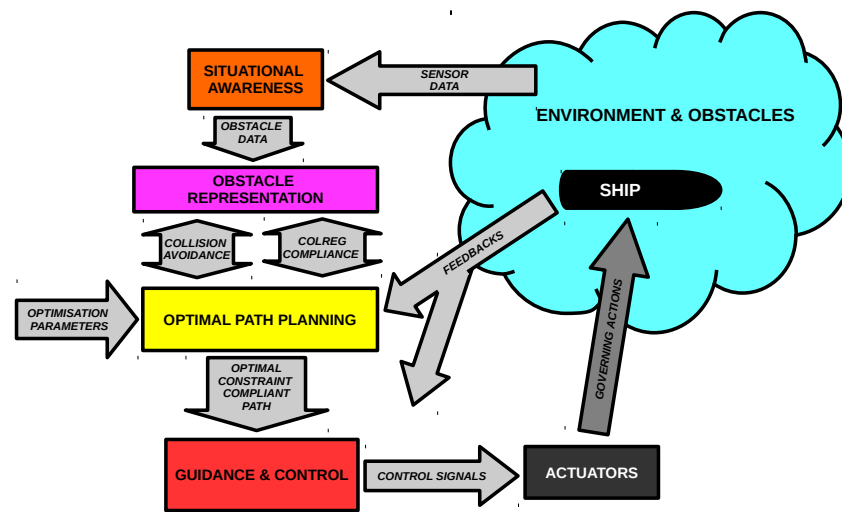 SITUATIONAL
AWARENESS
SENSOR
DATA
ENVIRONMENT & OBSTACLES
OBSTACLE
DATA
OBSTACLE
REPRESENTATION
SHIP
COLLISION
AVOIDANCE
COLREG
COMPLIANCE
FEEDBACKS
OPTIMISATION
PARAMETERS
OPTIMAL PATH PLANNING
GOVERNING ACTIONS
OPTIMAL
CONSTRAINT
COMPLIANT
PATH
GUIDANCE & CONTROL
CONTROL SIGNALS
ACTUATORS